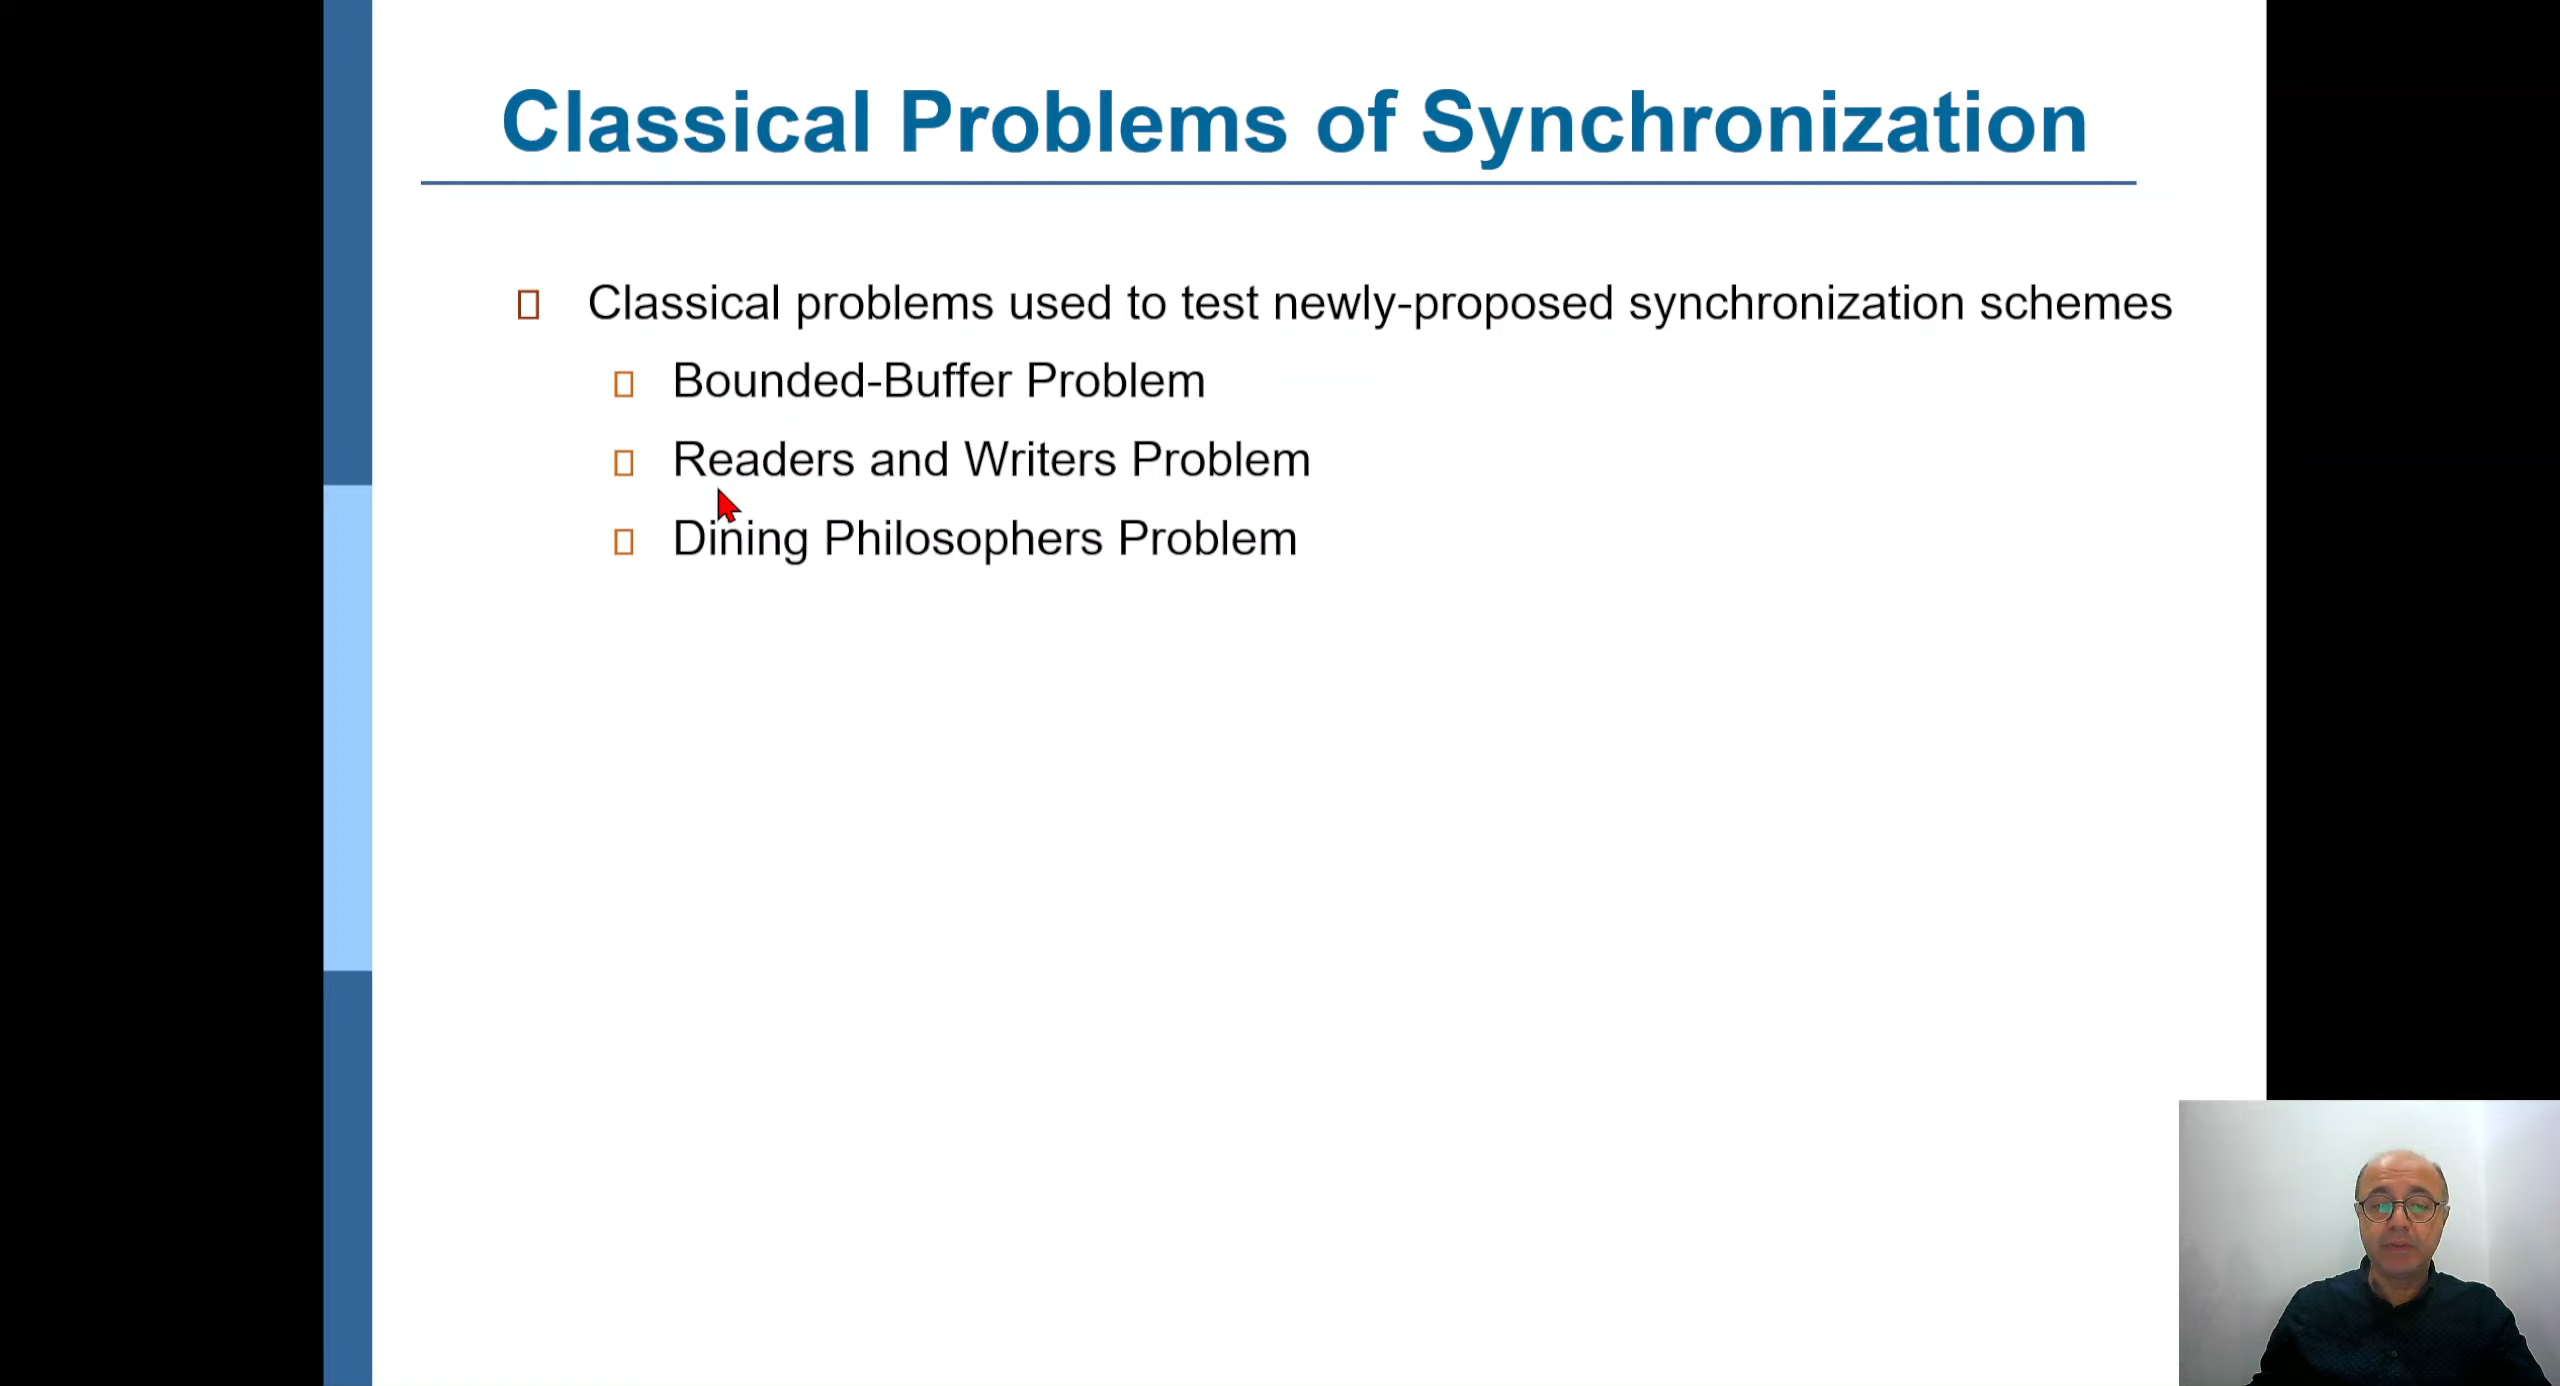 Classical Problems of Synchronization
Classical problems used to test newly-proposed synchronization schemes
Bounded-Buffer Problem
Readers and Writers Problem
Dining Philosophers Problem